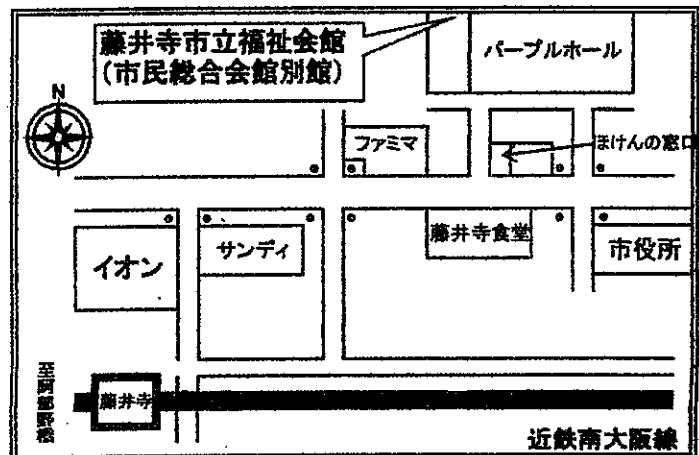 藤井寺市立福祉会館
(市民総合会館別館)
パープルホール
N
ファミマ
ほけんの窓口
イオン
サンディ
藤井寺食堂
市役所
至阿部野橋
藤井寺
近鉄南大阪線